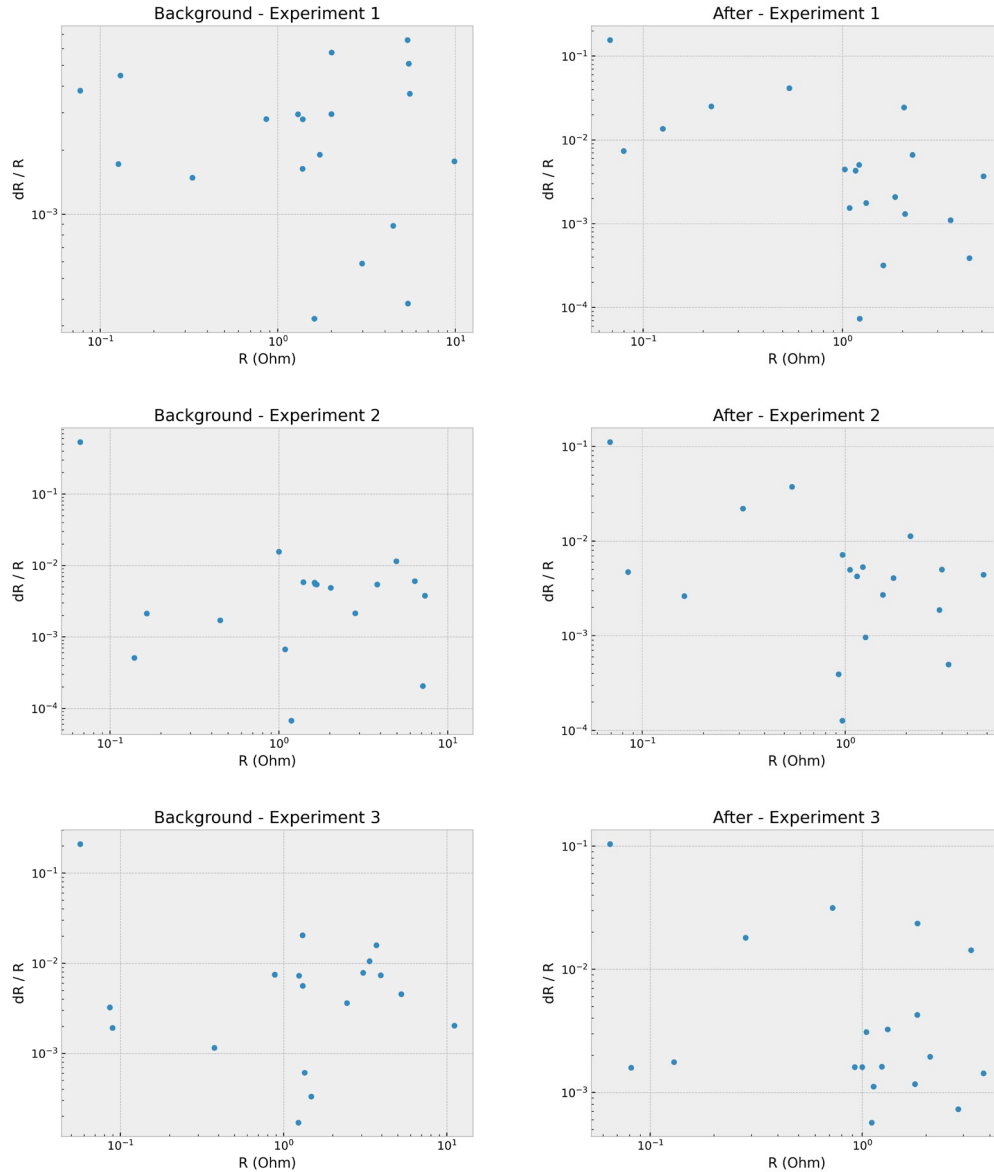 Background - Experiment 1
dR / R
10⁻³
10⁻¹
10⁰
10¹
R (Ohm)
After - Experiment 1
dR / R
10⁻¹
10⁻²
10⁻³
10⁻⁴
10⁻¹
10⁰
R (Ohm)
Background - Experiment 2
dR / R
10⁻¹
10⁻²
10⁻³
10⁻⁴
10⁻¹
10⁰
10¹
R (Ohm)
After - Experiment 2
dR / R
10⁻¹
10⁻²
10⁻³
10⁻⁴
10⁻¹
10⁰
R (Ohm)
Background - Experiment 3
dR / R
10⁻¹
10⁻²
10⁻³
10⁻¹
10⁰
10¹
R (Ohm)
After - Experiment 3
dR / R
10⁻¹
10⁻²
10⁻³
10⁻¹
10⁰
R (Ohm)